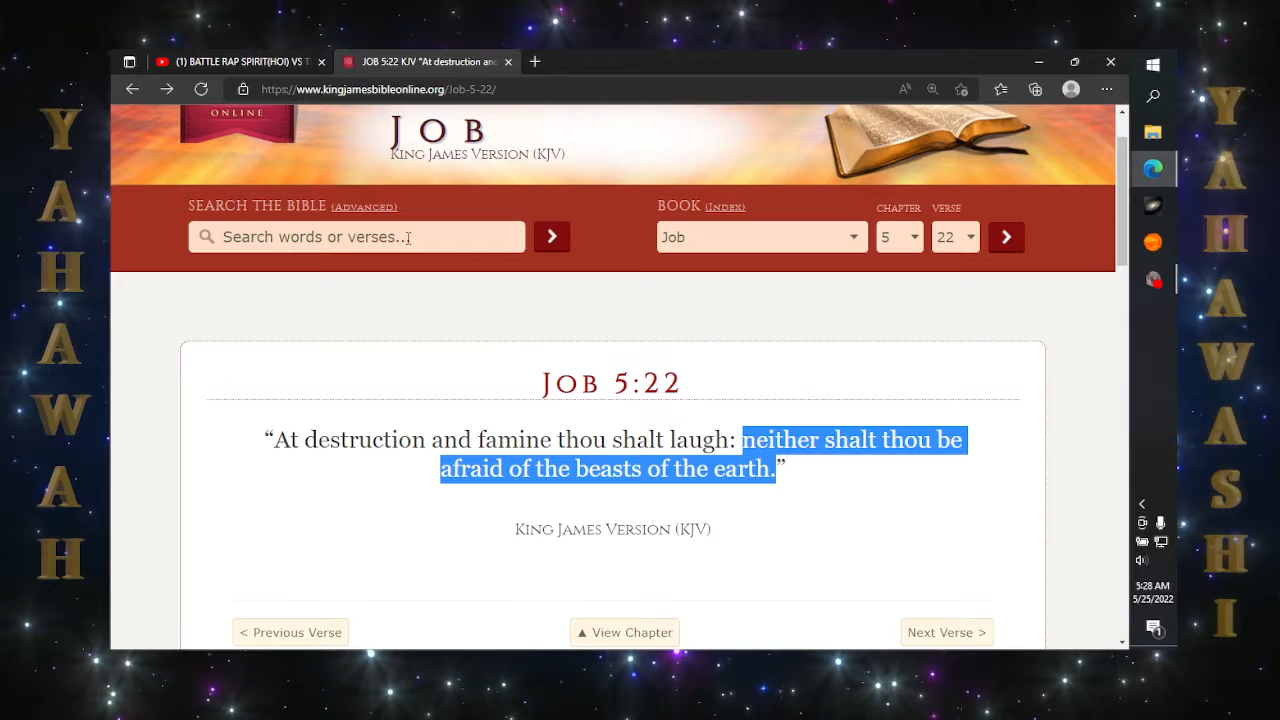 Y
A
H
A
W
A
H
(1) BATTLE RAP SPIRIT(HOI) VS T
JOB 5:22 KJV "At destruction and
https://www.kingjamesbibleonline.org/Job-5-22/
ONLINE
JOB
King James Version (KJV)
SEARCH THE BIBLE (Advanced)
BOOK (Index)
CHAPTER
VERSE
Search words or verses...
Job
5
22
Job 5:22
“At destruction and famine thou shalt laugh: neither shalt thou be
afraid of the beasts of the earth.”
King James Version (KJV)
< Previous Verse
▲ View Chapter
Next Verse >
5:28 AM
5/25/2022
1
Y
A
H
A
W
A
S
H
I